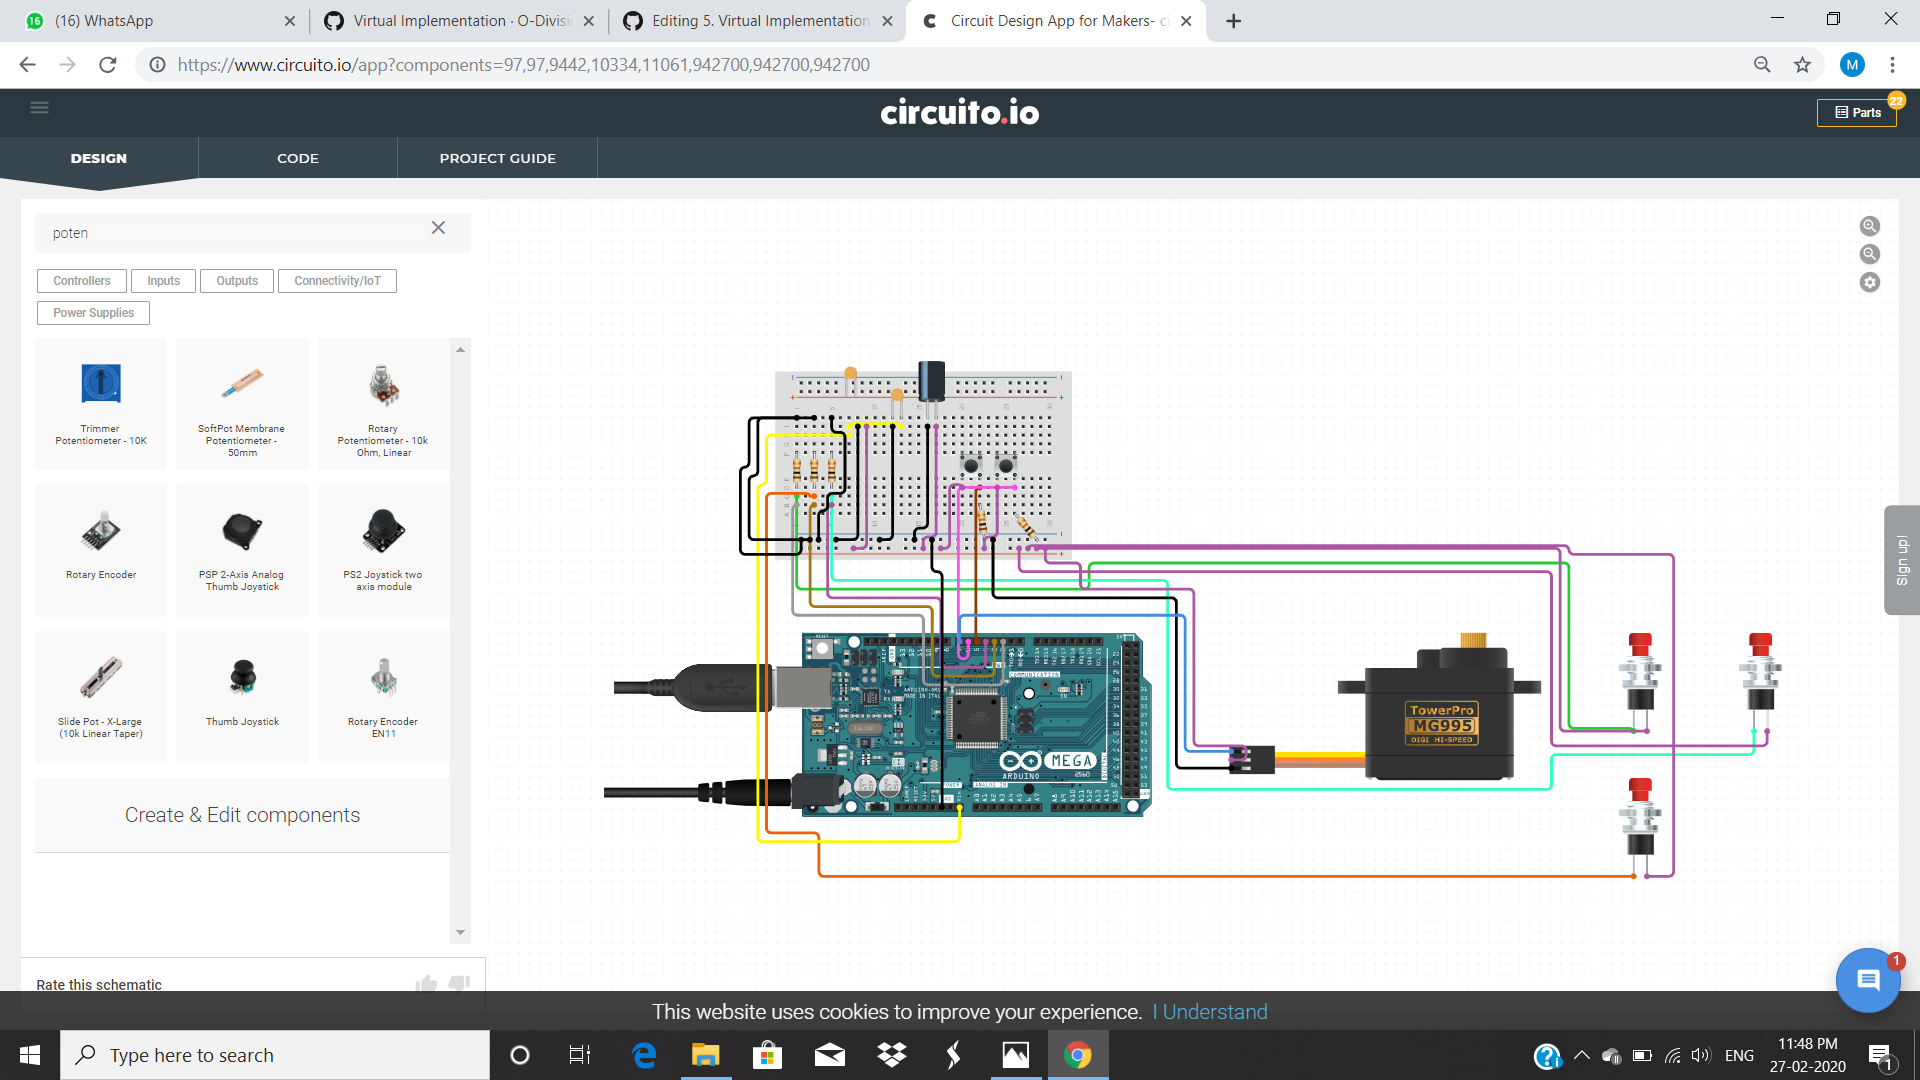 (16) WhatsApp
Virtual Implementation · O-Divisi
Editing 5. Virtual Implementation
Circuit Design App for Makers- ci
https://www.circuito.io/app?components=97,97,9442,10334,11061,942700,942700,942700
M
circuito.io
Parts
22
DESIGN
CODE
PROJECT GUIDE
poten
Controllers
Inputs
Outputs
Connectivity/IoT
Power Supplies
Trimmer
Potentiometer - 10K
SoftPot Membrane
Potentiometer -
50mm
Rotary
Potentiometer - 10k
Ohm, Linear
Rotary Encoder
PSP 2-Axis Analog
Thumb Joystick
PS2 Joystick two
axis module
Slide Pot - X-Large
(10k Linear Taper)
Thumb Joystick
Rotary Encoder
EN11
Create & Edit components
Rate this schematic
RESET
COMMUNICATION
MEGA
2560
ARDUINO
ANALOG IN
TowerPro
MG995
DIGI HI-SPEED
Sign up!
1
This website uses cookies to improve your experience. I Understand
Type here to search
ENG
11:48 PM
27-02-2020
1